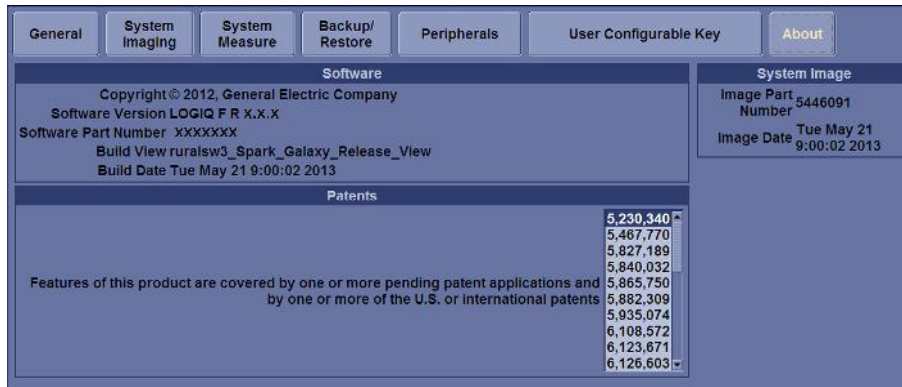 General
System
Imaging
System
Measure
Backup/
Restore
Peripherals
User Configurable Key
About
Software
Copyright © 2012, General Electric Company
Software Version LOGIQ F R X.X.X
Software Part Number XXXXXXX
Build View ruralsw3_Spark_Galaxy_Release_View
Build Date Tue May 21 9:00:02 2013
System Image
Image Part
Number 5446091
Image Date Tue May 21
9:00:02 2013
Patents
Features of this product are covered by one or more pending patent applications and
by one or more of the U.S. or international patents
5,230,340
5,467,770
5,827,189
5,840,032
5,865,750
5,882,309
5,935,074
6,108,572
6,123,671
6,126,603